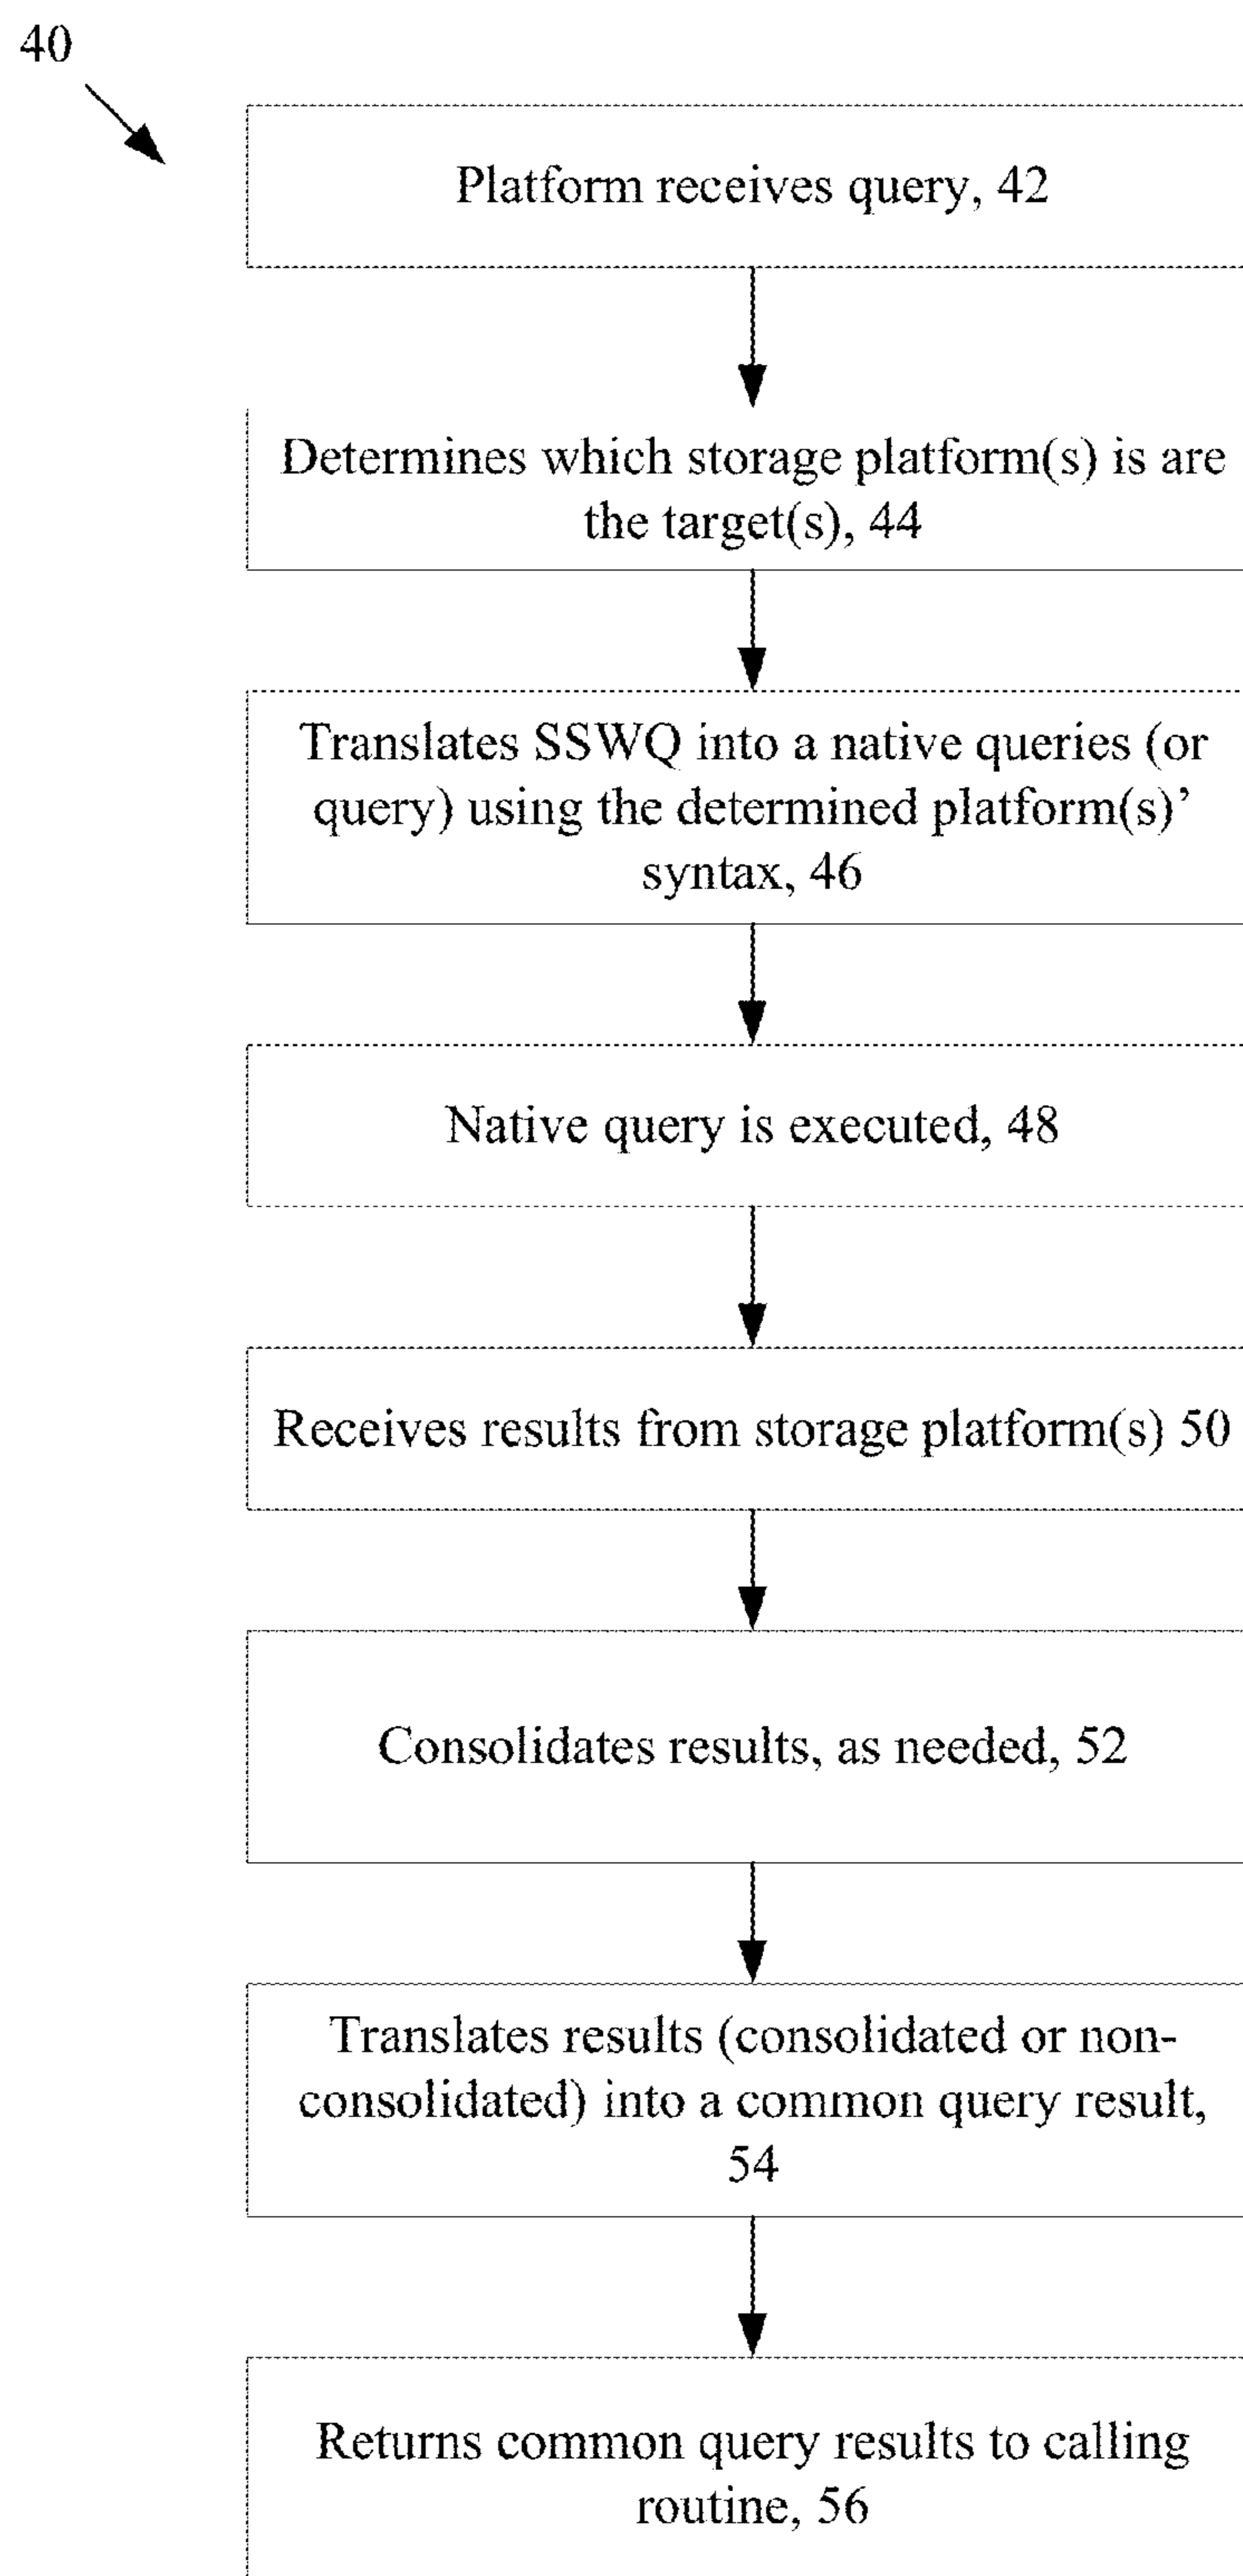 40
Platform receives query, 42
Determines which storage platform(s) is are
the target(s), 44
Translates SSWQ into a native queries (or
query) using the determined platform(s)’
syntax, 46
Native query is executed, 48
Receives results from storage platform(s) 50
Consolidates results, as needed, 52
Translates results (consolidated or non-
consolidated) into a common query result,
54
Returns common query results to calling
routine, 56